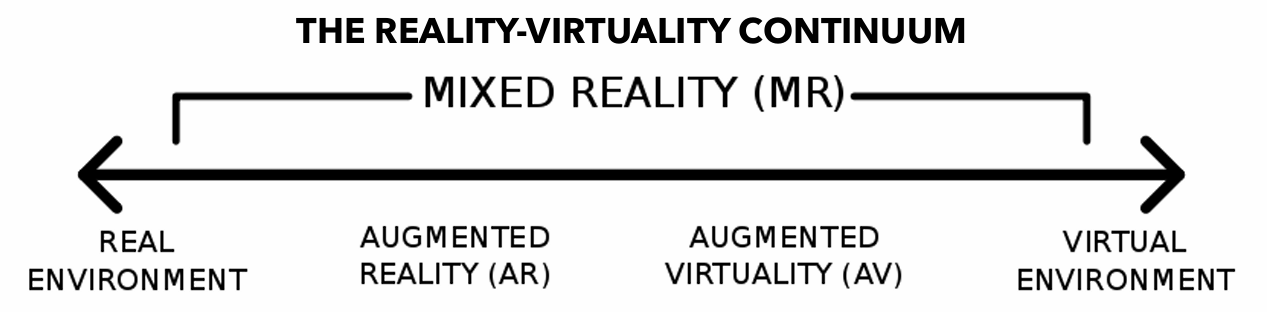 THE REALITY-VIRTUALITY CONTINUUM
MIXED REALITY (MR)
REAL
ENVIRONMENT
AUGMENTED
REALITY (AR)
AUGMENTED
VIRTUALITY (AV)
VIRTUAL
ENVIRONMENT